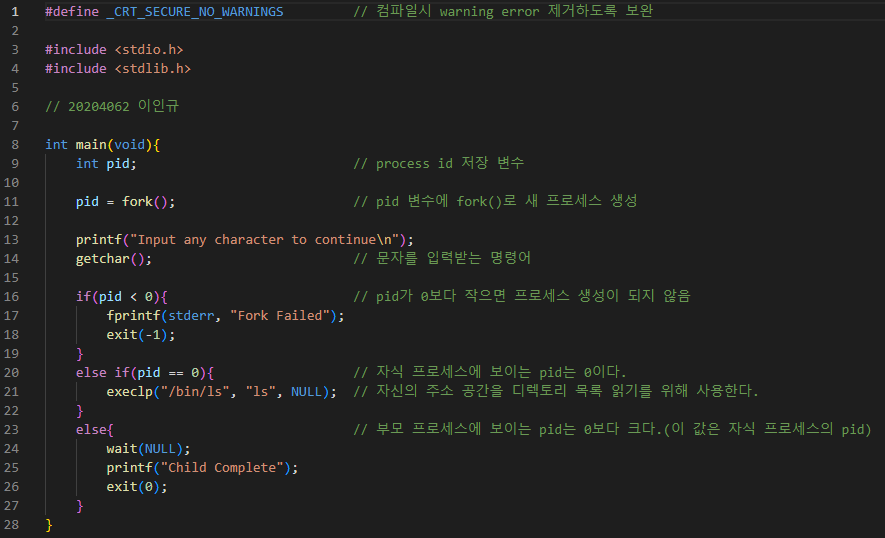 1 #define _CRT_SECURE_NO_WARNINGS // 컴파일시 warning error 제거하도록 보완
2
3 #include <stdio.h>
4 #include <stdlib.h>
5
6 // 20204062 이인규
7
8 int main(void){
9 int pid; // process id 저장 변수
10
11 pid = fork(); // pid 변수에 fork()로 새 프로세스 생성
12
13 printf("Input any character to continue\n");
14 getchar(); // 문자를 입력받는 명령어
15
16 if(pid < 0){ // pid가 0보다 작으면 프로세스 생성이 되지 않음
17 fprintf(stderr, "Fork Failed");
18 exit(-1);
19 }
20 else if(pid == 0){ // 자식 프로세스에 보이는 pid는 0이다.
21 execlp("/bin/ls", "ls", NULL); // 자신의 주소 공간을 디렉토리 목록 읽기를 위해 사용한다.
22 }
23 else{ // 부모 프로세스에 보이는 pid는 0보다 크다.(이 값은 자식 프로세스의 pid)
24 wait(NULL);
25 printf("Child Complete");
26 exit(0);
27 }
28 }